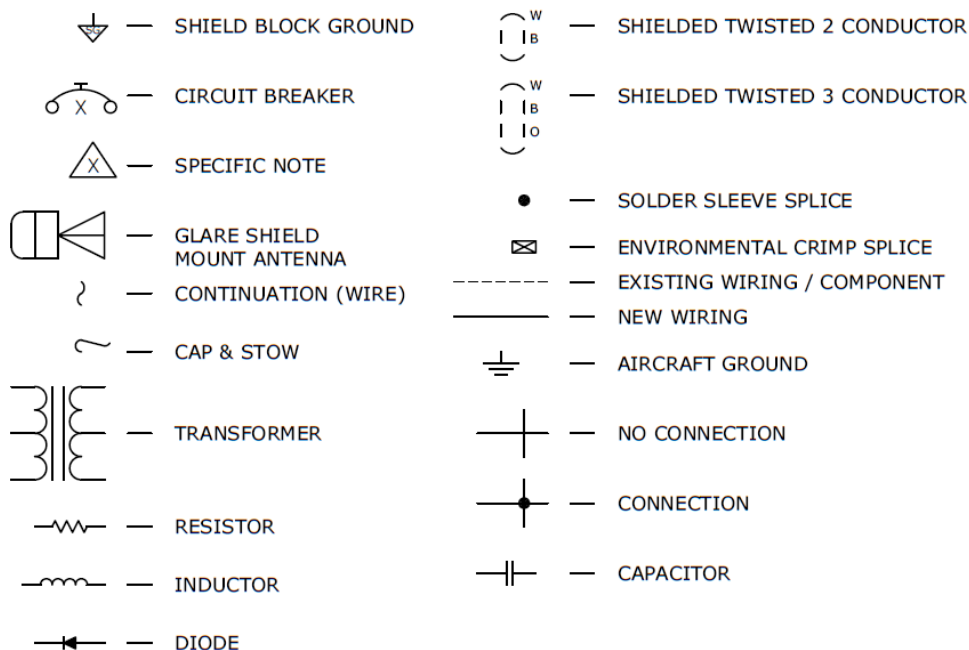 SG
SHIELD BLOCK GROUND
X
CIRCUIT BREAKER
X
SPECIFIC NOTE
GLARE SHIELD
MOUNT ANTENNA
CONTINUATION (WIRE)
CAP & STOW
TRANSFORMER
RESISTOR
INDUCTOR
DIODE
W
B
SHIELDED TWISTED 2 CONDUCTOR
W
B
O
SHIELDED TWISTED 3 CONDUCTOR
SOLDER SLEEVE SPLICE
ENVIRONMENTAL CRIMP SPLICE
EXISTING WIRING / COMPONENT
NEW WIRING
AIRCRAFT GROUND
NO CONNECTION
CONNECTION
CAPACITOR